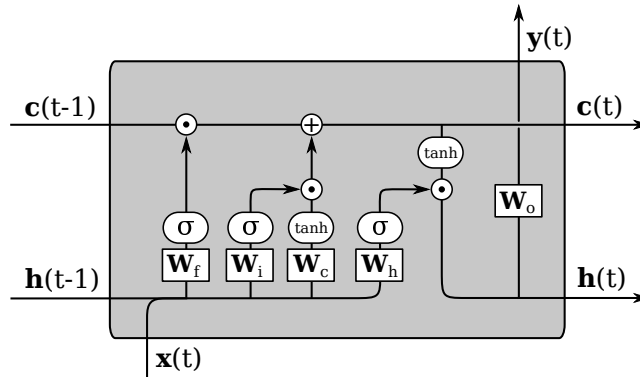 y(t)
c(t-1)
c(t)
tanh
σ σ tanh σ
W_o
W_f W_i W_c W_h
h(t-1)
h(t)
x(t)